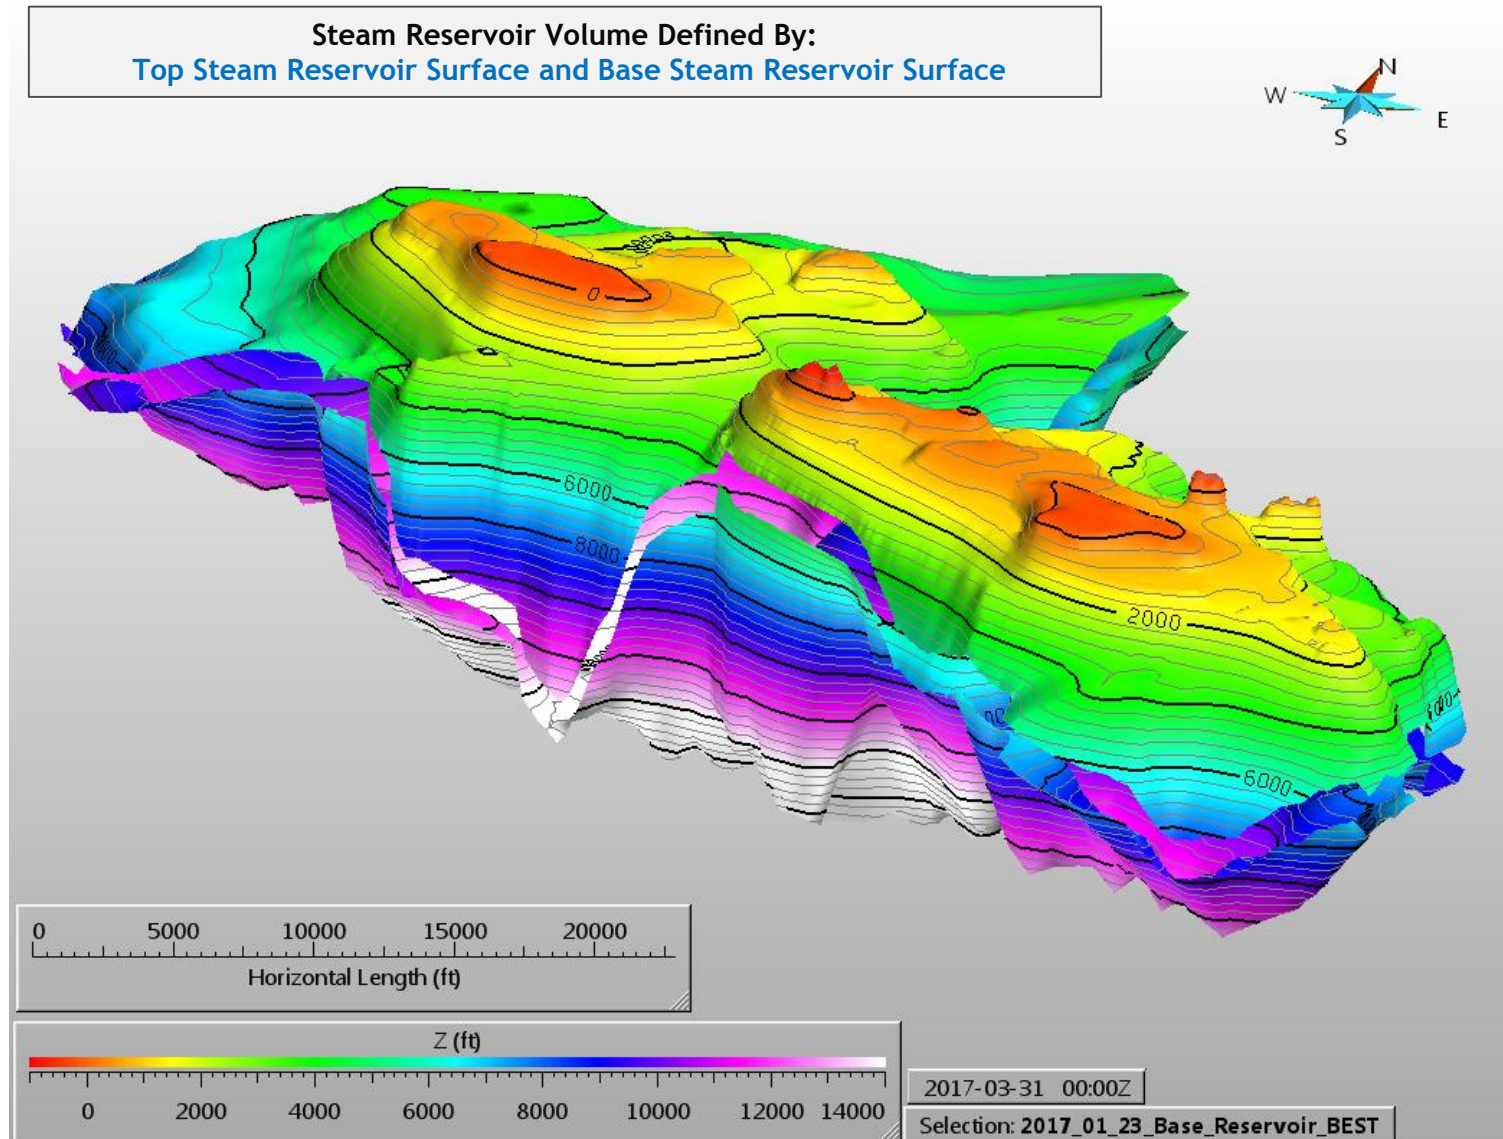 Steam Reservoir Volume Defined By:
Top Steam Reservoir Surface and Base Steam Reservoir Surface
N
W
E
S
0
6000
8000
2000
6000
0 5000 10000 15000 20000
Horizontal Length (ft)
Z (ft)
0 2000 4000 6000 8000 10000 12000 14000
2017-03-31 00:00Z
Selection: 2017_01_23_Base_Reservoir_BEST